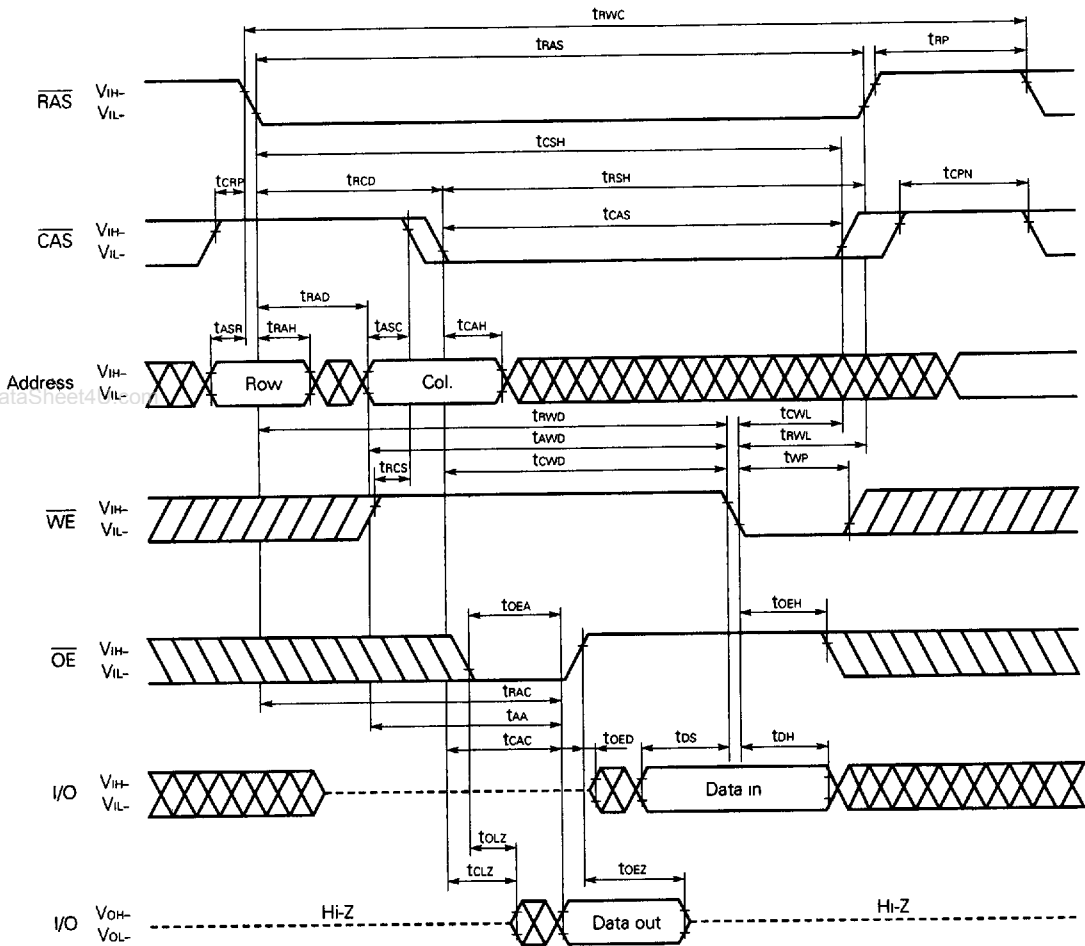 tRWC
tRAS
tRP
RAS
VIH-
VIL-
tCSH
tCRP
tRCD
tRSH
tCPN
CAS
VIH-
VIL-
tCAS
tRAD
tASR
tRAH
tASC
tCAH
Address
VIH-
VIL-
Row
Col.
tRWD
tCWL
tAWD
tRWL
tCWD
tRCS
tWP
WE
VIH-
VIL-
tOEA
tOEH
OE
VIH-
VIL-
tRAC
tAA
tCAC
tOED
tDS
tDH
I/O
VIH-
VIL-
Data in
tOLZ
tCLZ
tOEZ
I/O
VOH-
VOL-
Hi-Z
Data out
Hi-Z